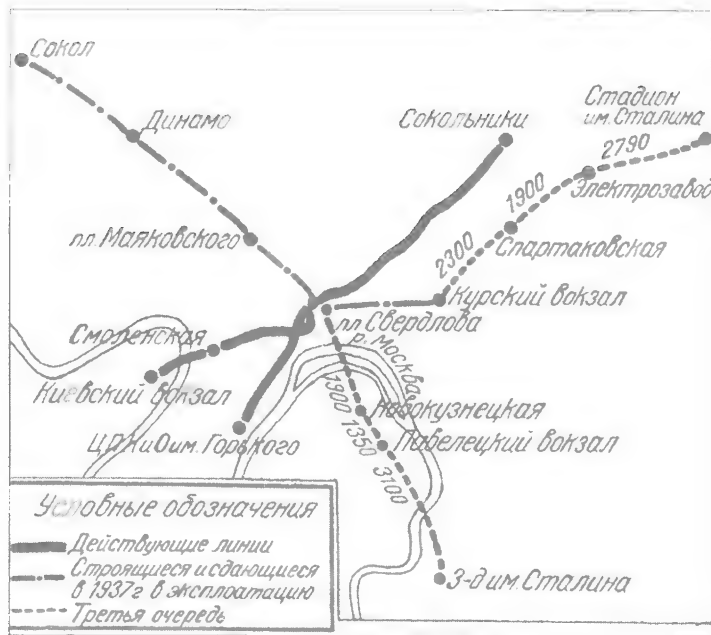 Сокол
Динамо
пл. Маяковского
Сокольники
Стадион
им. Сталина
2790
Электрозавод
1900
Спартаковская
2300
Курский вокзал
пл. Свердлова
р. Москва
Смоленская
Киевский вокзал
ЦПКиО им. Горького
1900
Новокузнецкая
1350
Павелецкий вокзал
3100
З-д им. Сталина
Условные обозначения
Действующие линии
Строящиеся и сдающиеся
в 1937г в эксплоатацию
Третья очередь